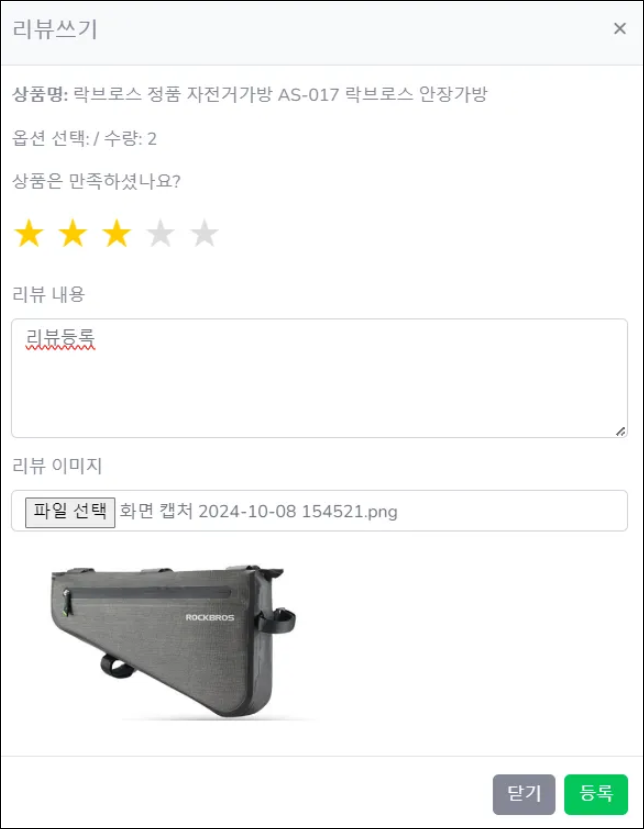 리뷰쓰기 ×
상품명: 락브로스 정품 자전거가방 AS-017 락브로스 안장가방
옵션 선택: / 수량: 2
상품은 만족하셨나요?
★ ★ ★ ★ ★
리뷰 내용
리뷰등록
리뷰 이미지
파일 선택 화면 캡처 2024-10-08 154521.png
ROCKBROS
닫기 등록